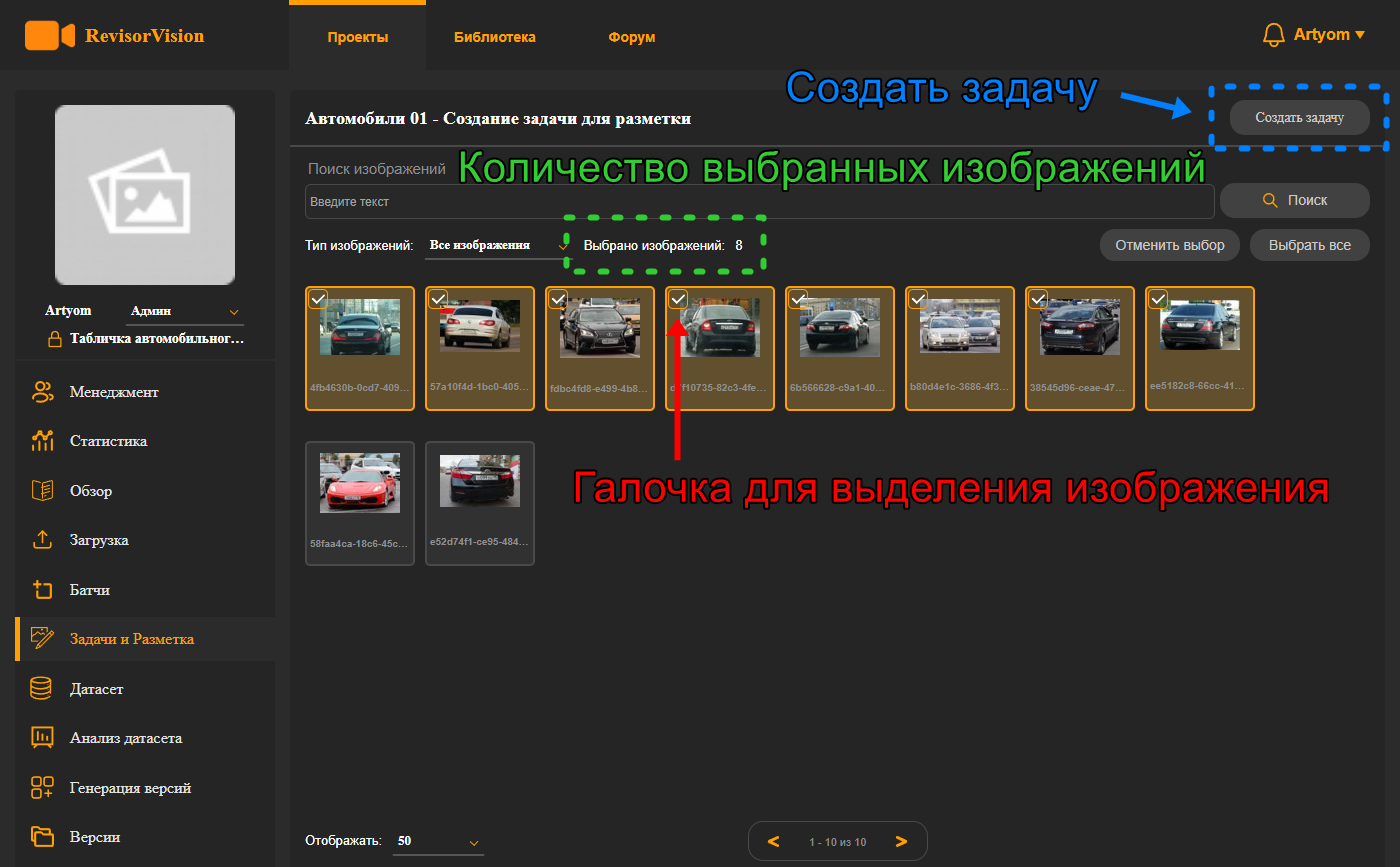 RevisorVision
Проекты
Библиотека
Форум
Artyom
Создать задачу
Автомобили 01 - Создание задачи для разметки
Создать задачу
Поиск изображений
Количество выбранных изображений
Введите текст
Поиск
Тип изображений:
Все изображения
Выбрано изображений: 8
Отменить выбор
Выбрать все
Artyom
Админ
Табличка автомобильног...
4fb4630b-0cd7-409...
57a10f4d-1bc0-405...
fdbc4fd8-e499-4b8...
6b566628-c9a1-40...
b80d4e1c-3686-4f3...
38545d96-ceae-47...
ee5182c8-66cc-41...
Галочка для выделения изображения
58faa4ca-18c6-45c...
e52d74f1-ce95-484...
Менеджмент
Статистика
Обзор
Загрузка
Батчи
Задачи и Разметка
Датасет
Анализ датасета
Генерация версий
Версии
Отображать: 50
< 1 - 10 из 10 >